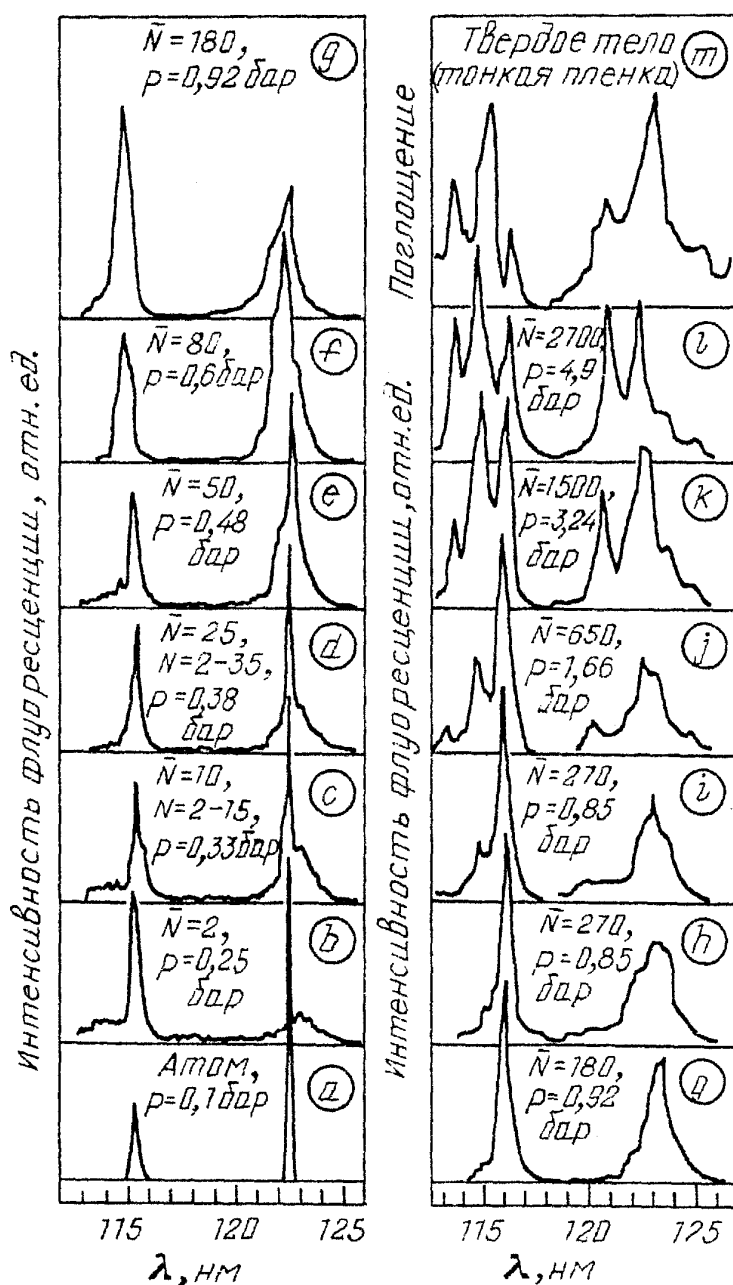 Интенсивность флуоресценции, отн. ед.
N̄=180,
p=0,92 бар
g
N̄=80,
p=0,6 бар
f
N̄=50,
p=0,48
бар
e
N̄=25,
N=2-35,
p=0,38
бар
d
N̄=10,
N=2-15,
p=0,33 бар
c
N̄=2,
p=0,25
бар
b
Атом,
p=0,1 бар
a
115 120 125
λ, нм
Поглощение
Интенсивность флуоресценции, отн. ед.
Твердое тело
(тонкая пленка)
m
N̄=2700,
p=4,9
бар
l
N̄=1500,
p=3,24
бар
k
N̄=650,
p=1,66
бар
j
N̄=270,
p=0,85
бар
i
N̄=270,
p=0,85
бар
h
N̄=180,
p=0,92
бар
g
115 120 125
λ, нм